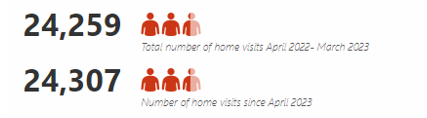 24,259
Total number of home visits April 2022- March 2023
24,307
Number of home visits since April 2023